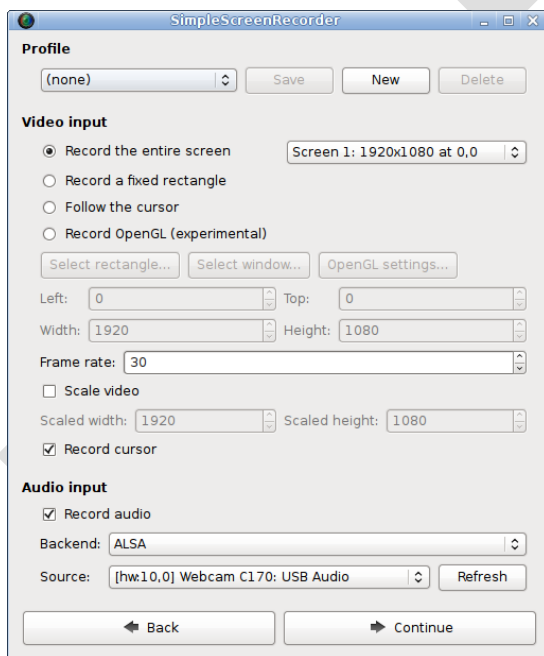 SimpleScreenRecorder
Profile
(none) Save New Delete
Video input
Record the entire screen Screen 1: 1920x1080 at 0,0
Record a fixed rectangle
Follow the cursor
Record OpenGL (experimental)
Select rectangle... Select window... OpenGL settings...
Left: 0 Top: 0
Width: 1920 Height: 1080
Frame rate: 30
Scale video
Scaled width: 1920 Scaled height: 1080
Record cursor
Audio input
Record audio
Backend: ALSA
Source: [hw:10,0] Webcam C170: USB Audio Refresh
Back Continue